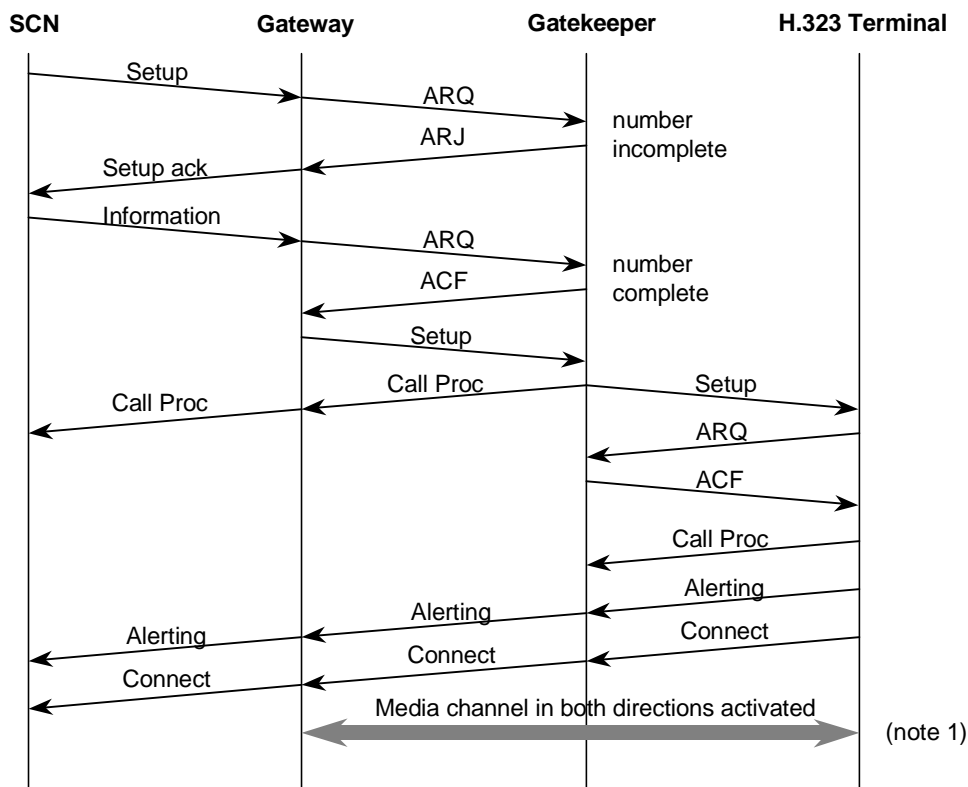 SCN Gateway Gatekeeper H.323 Terminal
Setup
ARQ
number
incomplete
ARJ
Setup ack
Information
ARQ
number
complete
ACF
Setup
Call Proc
Setup
Call Proc
ARQ
ACF
Call Proc
Alerting
Alerting
Alerting
Connect
Connect
Connect
Media channel in both directions activated
(note 1)